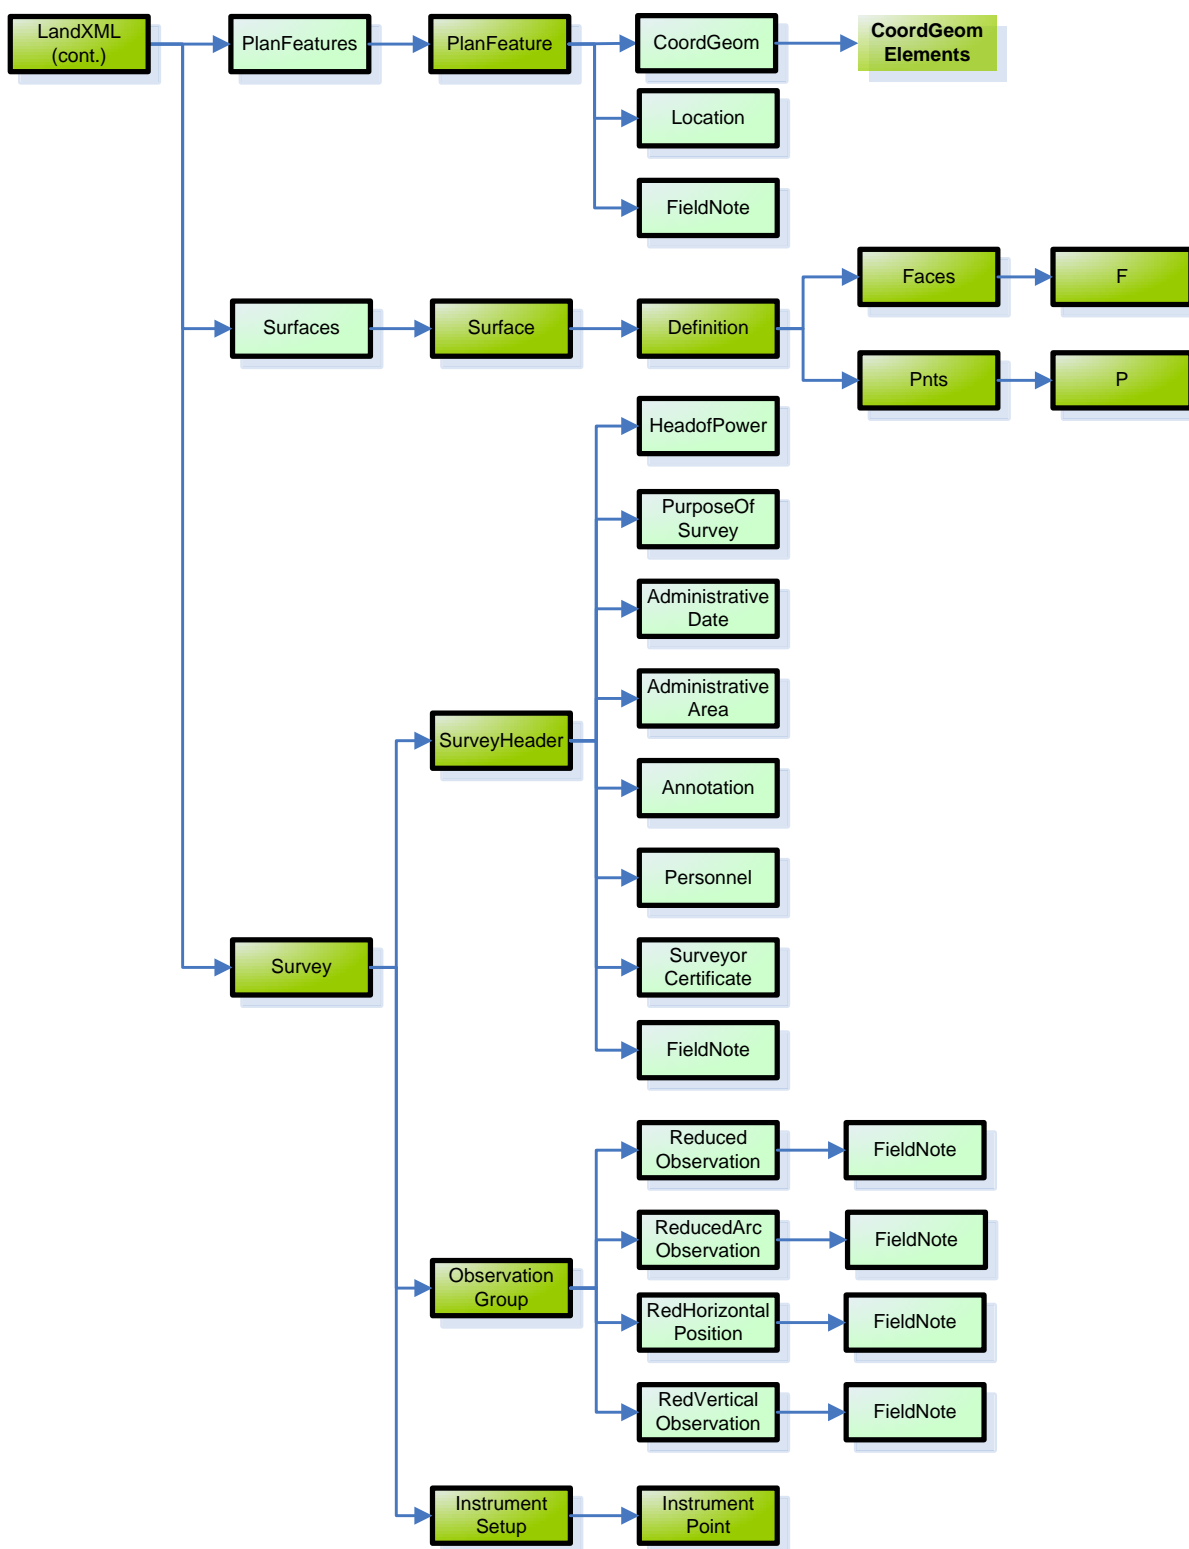 LandXML
(cont.)
PlanFeatures
PlanFeature
CoordGeom
CoordGeom
Elements
Location
FieldNote
Faces
F
Surfaces
Surface
Definition
Pnts
P
HeadofPower
PurposeOf
Survey
Administrative
Date
Administrative
Area
SurveyHeader
Annotation
Personnel
Survey
Surveyor
Certificate
FieldNote
Reduced
Observation
FieldNote
ReducedArc
Observation
FieldNote
Observation
Group
RedHorizontal
Position
FieldNote
RedVertical
Observation
FieldNote
Instrument
Setup
Instrument
Point